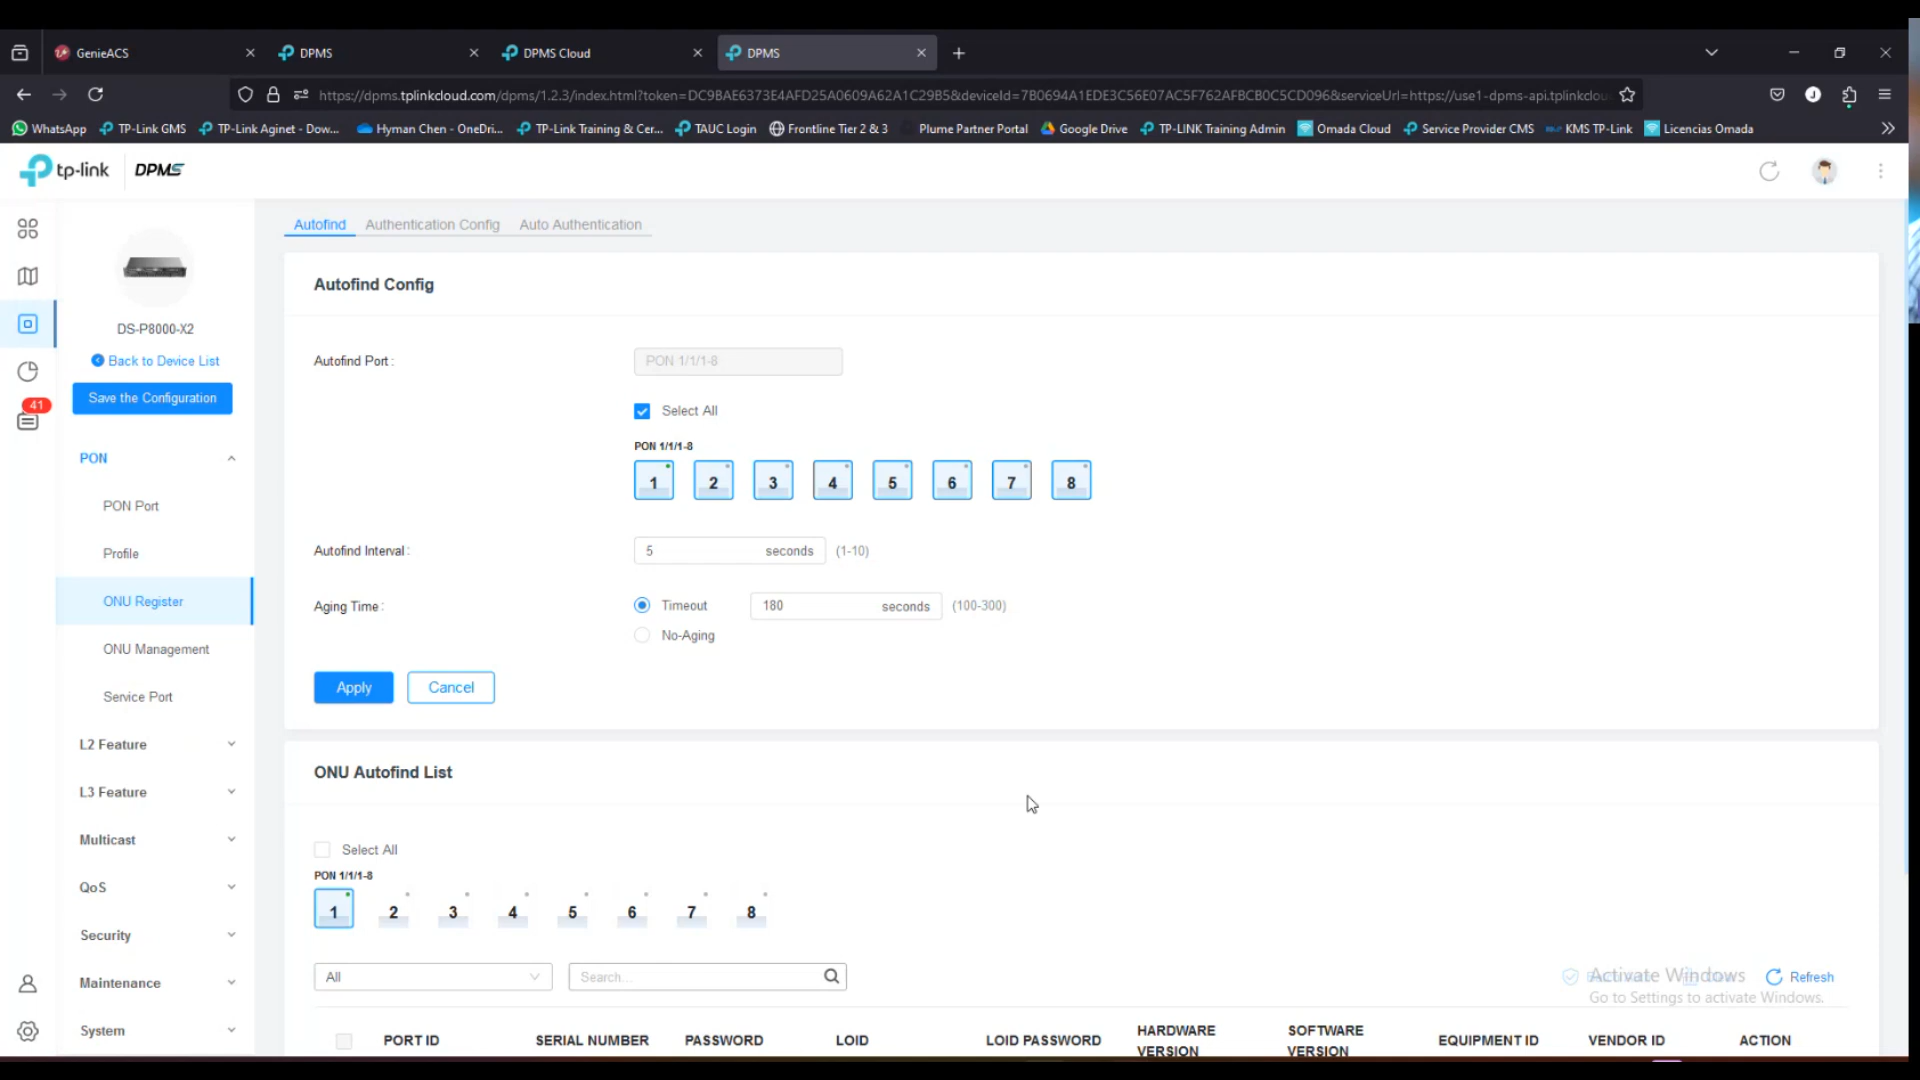 GenieACS
DPMS
DPMS Cloud
DPMS
https://dpms.tplinkcloud.com/dpms/1.2.3/index.html?token=DC9BAE6373E4AFD25A0609A62A1C29B5&deviceId=7B0694A1EDE3C56E07AC5F762AFBCB0C5CD096&serviceUrl=https://use1-dpms-api.tplinkclou
WhatsApp
TP-Link GMS
TP-Link Aginet - Dow...
Hyman Chen - OneDri...
TP-Link Training & Cer...
TAUC Login
Frontline Tier 2 & 3
Plume Partner Portal
Google Drive
TP-LINK Training Admin
Omada Cloud
Service Provider CMS
KMS TP-Link
Licencias Omada
tp-link
DPMS
DS-P8000-X2
Back to Device List
Save the Configuration
41
PON
PON Port
Profile
ONU Register
ONU Management
Service Port
L2 Feature
L3 Feature
Multicast
QoS
Security
Maintenance
System
Autofind
Authentication Config
Auto Authentication
Autofind Config
Autofind Port :
PON 1/1/1-8
Select All
PON 1/1/1-8
1 2 3 4 5 6 7 8
Autofind Interval :
5 seconds (1-10)
Aging Time :
Timeout 180 seconds (100-300)
No-Aging
Apply
Cancel
ONU Autofind List
Select All
PON 1/1/1-8
1 2 3 4 5 6 7 8
All
Search...
Refresh
Activate Windows
Go to Settings to activate Windows.
PORT ID
SERIAL NUMBER
PASSWORD
LOID
LOID PASSWORD
HARDWARE
VERSION
SOFTWARE
VERSION
EQUIPMENT ID
VENDOR ID
ACTION